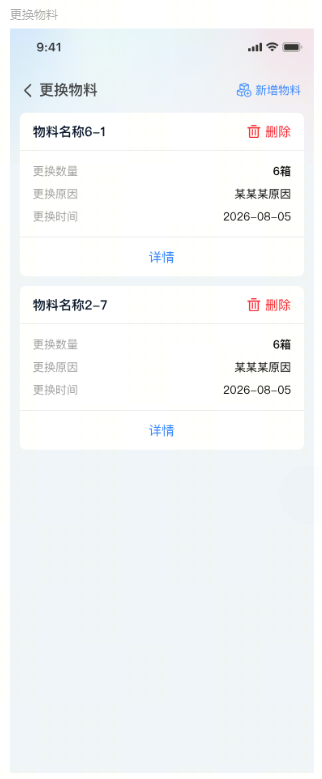 更换物料
9:41
更换物料
新增物料
物料名称6-1
删除
更换数量 6箱
更换原因 某某某原因
更换时间 2026-08-05
详情
物料名称2-7
删除
更换数量 6箱
更换原因 某某某原因
更换时间 2026-08-05
详情